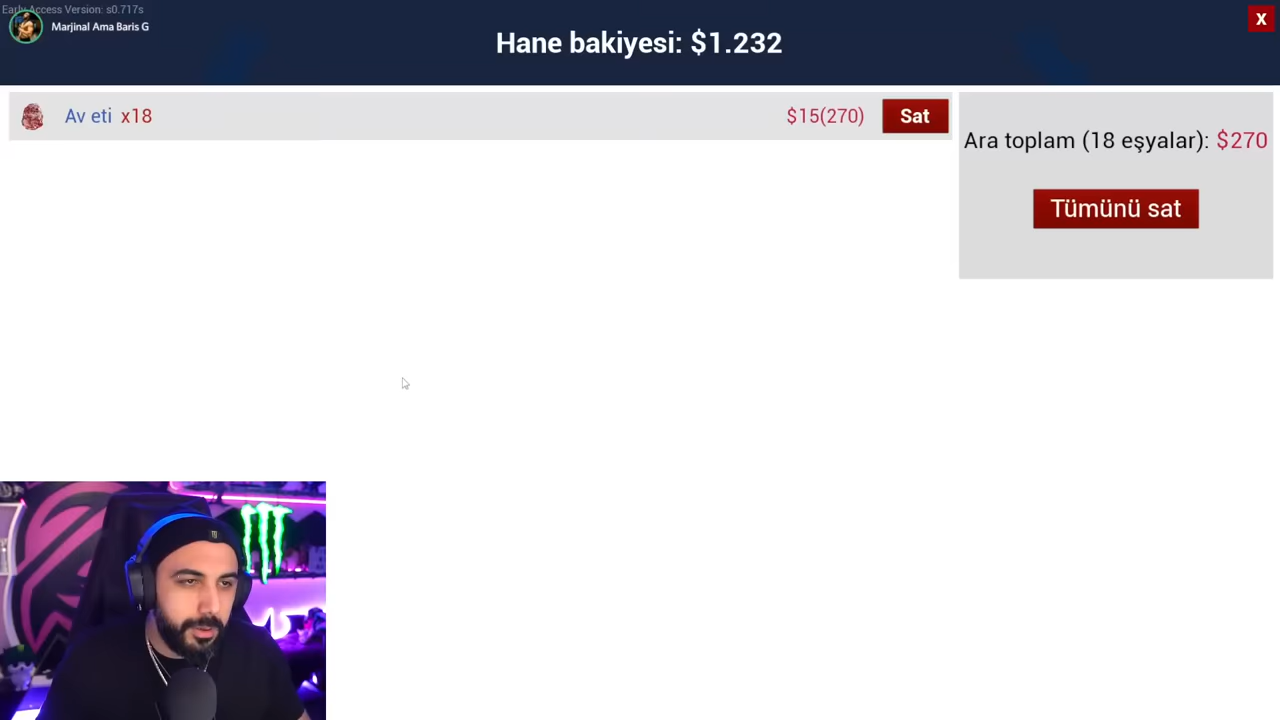 Early Access Version: s0.717s
Marjinal Ama Baris G
Hane bakiyesi: $1.232
X
Av eti x18
$15(270)
Sat
Ara toplam (18 eşyalar): $270
Tümünü sat